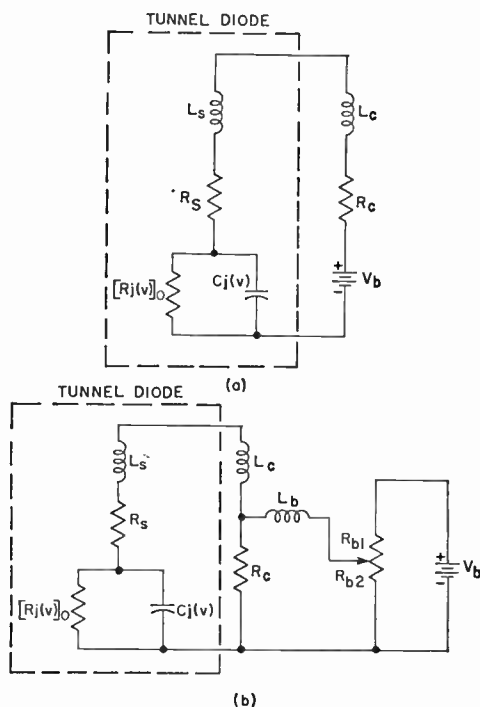 TUNNEL DIODE
Ls
Lc
Rs
Rc
[Rj(v)]o
Cj(v)
+
-
Vb
(a)
TUNNEL DIODE
Ls
Lc
Lb
Rs
Rb1
Rc
Rb2
+
-
Vb
[Rj(v)]o
Cj(v)
(b)